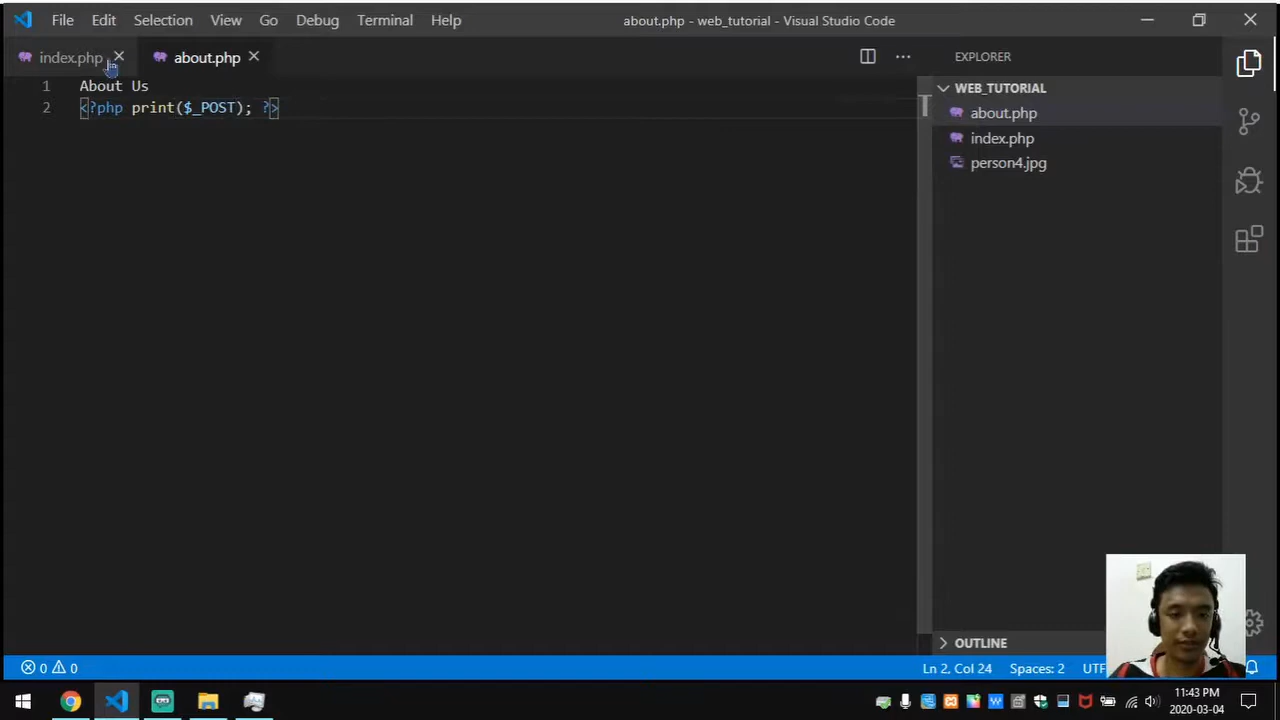 File Edit Selection View Go Debug Terminal Help
about.php - web_tutorial - Visual Studio Code
index.php
about.php
EXPLORER
1 About Us
2 <?php print($_POST); ?>
WEB_TUTORIAL
about.php
index.php
person4.jpg
OUTLINE
0 0
Ln 2, Col 24 Spaces: 2
11:43 PM
2020-03-04